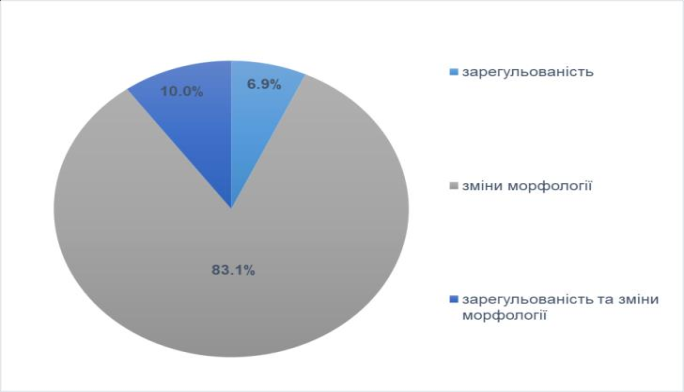 10.0%
6.9%
83.1%
зарегульованість
зміни морфології
зарегульованість та зміни
морфології